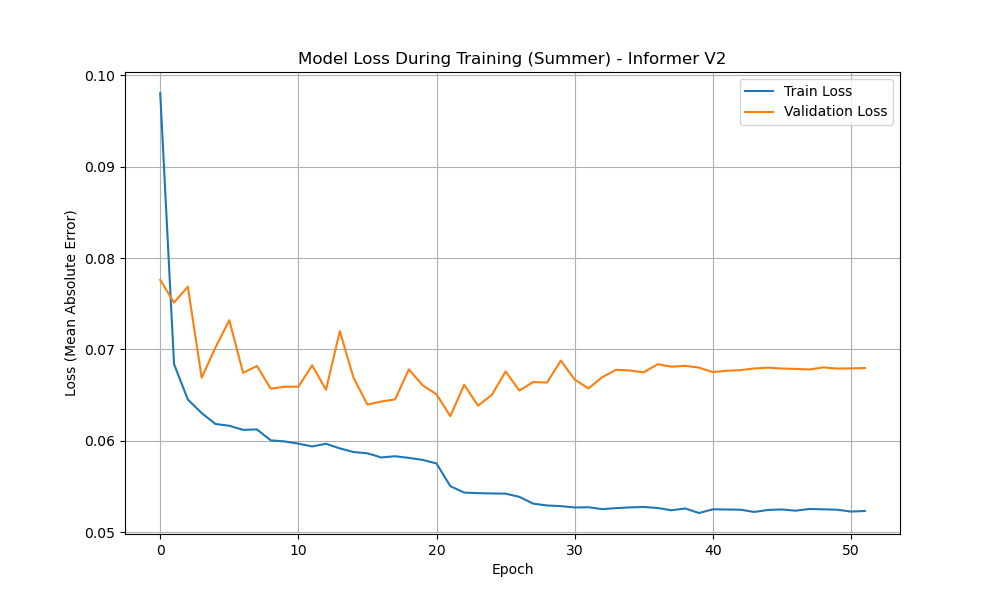 Model Loss During Training (Summer) - Informer V2
Train Loss
Validation Loss
Loss (Mean Absolute Error)
0.10
0.09
0.08
0.07
0.06
0.05
0
10
20
30
40
50
Epoch